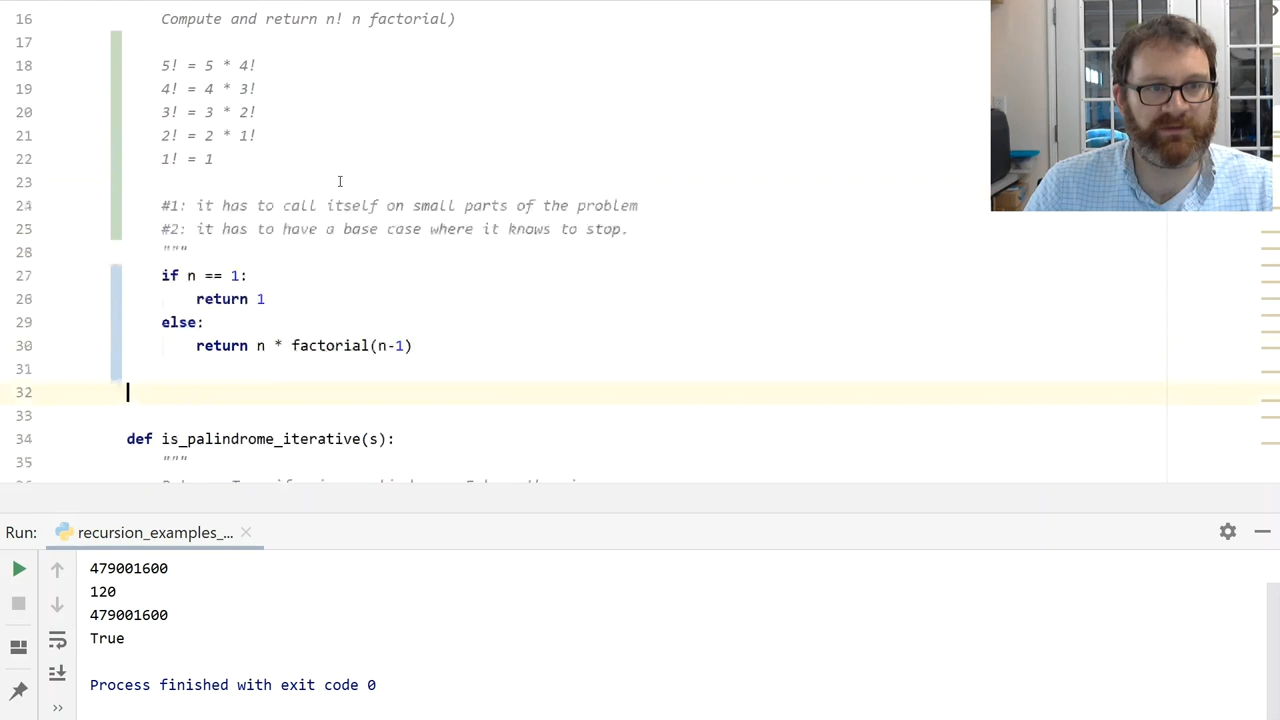 16 Compute and return n! n factorial)
17
18 5! = 5 * 4!
19 4! = 4 * 3!
20 3! = 3 * 2!
21 2! = 2 * 1!
22 1! = 1
23
24 #1: it has to call itself on small parts of the problem
25 #2: it has to have a base case where it knows to stop.
28 """
27 if n == 1:
26 return 1
29 else:
30 return n * factorial(n-1)
31
32
33
34 def is_palindrome_iterative(s):
35 """
Run: recursion_examples_...
479001600
120
479001600
True
Process finished with exit code 0